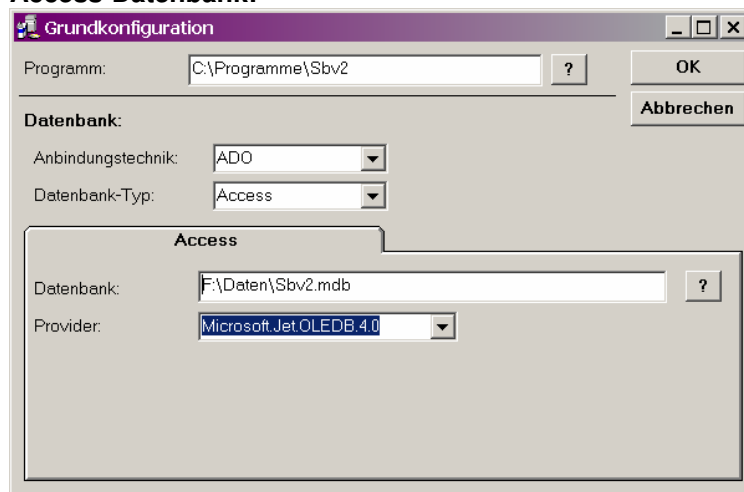 Access-Datenbank:
Grundkonfiguration
Programm: C:\Programme\Sbv2 ? OK
Abbrechen
Datenbank:
Anbindungstechnik: ADO
Datenbank-Typ: Access
Access
Datenbank: F:\Daten\Sbv2.mdb ?
Provider: Microsoft.Jet.OLEDB.4.0